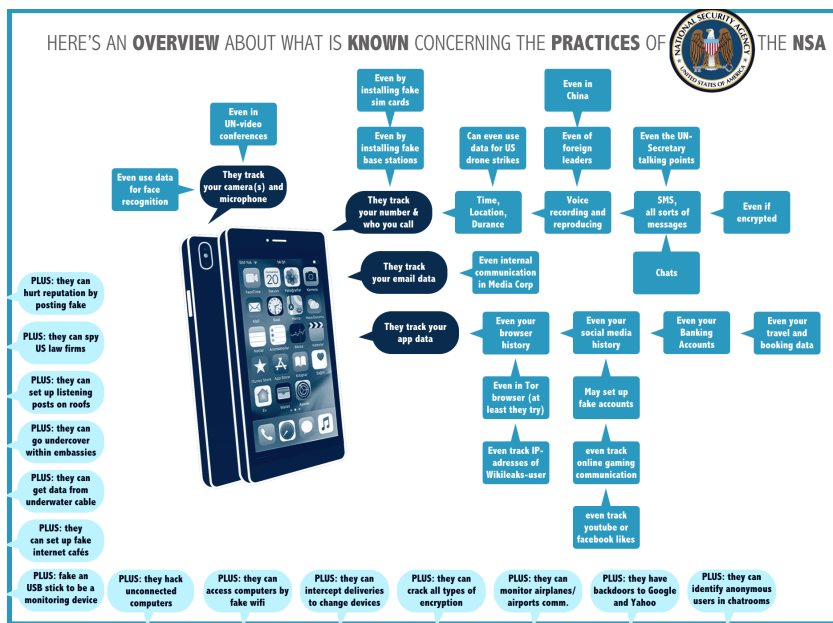 HERE'S AN OVERVIEW ABOUT WHAT IS KNOWN CONCERNING THE PRACTICES OF THE NSA
NATIONAL SECURITY AGENCY
UNITED STATES OF AMERICA
Even in
UN-video
conferences
Even use data
for face
recognition
They track
your camera(s) and
microphone
Even by
installing fake
sim cards
Even by
installing fake
base stations
They track
your number &
who you call
Can even use
data for US
drone strikes
Time,
Location,
Durance
Even in
China
Even of
foreign
leaders
Voice
recording and
reproducing
Even the UN-
Secretary
talking points
SMS,
all sorts of
messages
Even if
encrypted
Chats
They track
your email data
Even internal
communication
in Media Corp
They track your
app data
Even your
browser
history
Even your
social media
history
Even your
Banking
Accounts
Even your
travel and
booking data
Even in Tor
browser (at
least they try)
Even track IP-
adresses of
Wikileaks-user
May set up
fake accounts
even track
online gaming
communication
even track
youtube or
facebook likes
FaceTime
Takvim
Mail
Saat
App Store
PLUS: they can
hurt reputation by
posting fake
PLUS: they can spy
US law firms
PLUS: they can
set up listening
posts on roofs
PLUS: they can
go undercover
within embassies
PLUS: they can
get data from
underwater cable
PLUS: they
can set up fake
internet cafés
PLUS: fake an
USB stick to be a
monitoring device
PLUS: they hack
unconnected
computers
PLUS: they can
access computers by
fake wifi
PLUS: they can
intercept deliveries
to change devices
PLUS: they can
crack all types of
encryption
PLUS: they can
monitor airplanes/
airports comm.
PLUS: they have
backdoors to Google
and Yahoo
PLUS: they can
identify anonymous
users in chatrooms